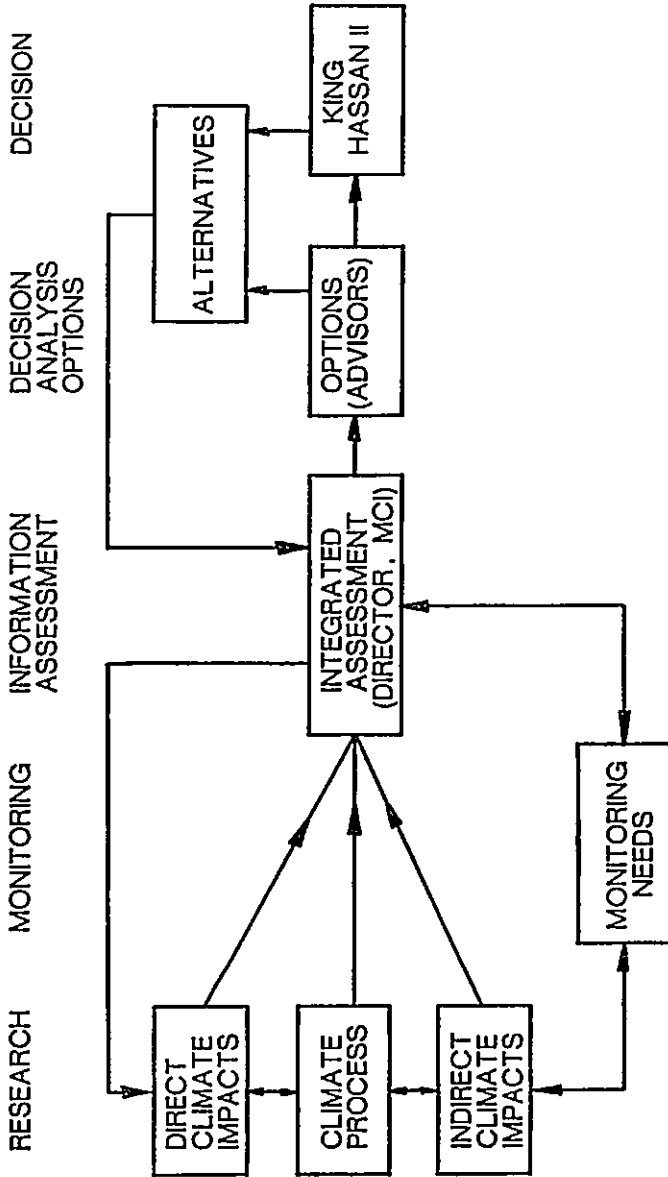 RESEARCH
MONITORING
INFORMATION
ASSESSMENT
DECISION
ANALYSIS
OPTIONS
DECISION
DIRECT
CLIMATE
IMPACTS
CLIMATE
PROCESS
INDIRECT
CLIMATE
IMPACTS
MONITORING
NEEDS
INTEGRATED
ASSESSMENT
(DIRECTOR, MCI)
OPTIONS
(ADVISORS)
ALTERNATIVES
KING
HASSAN II